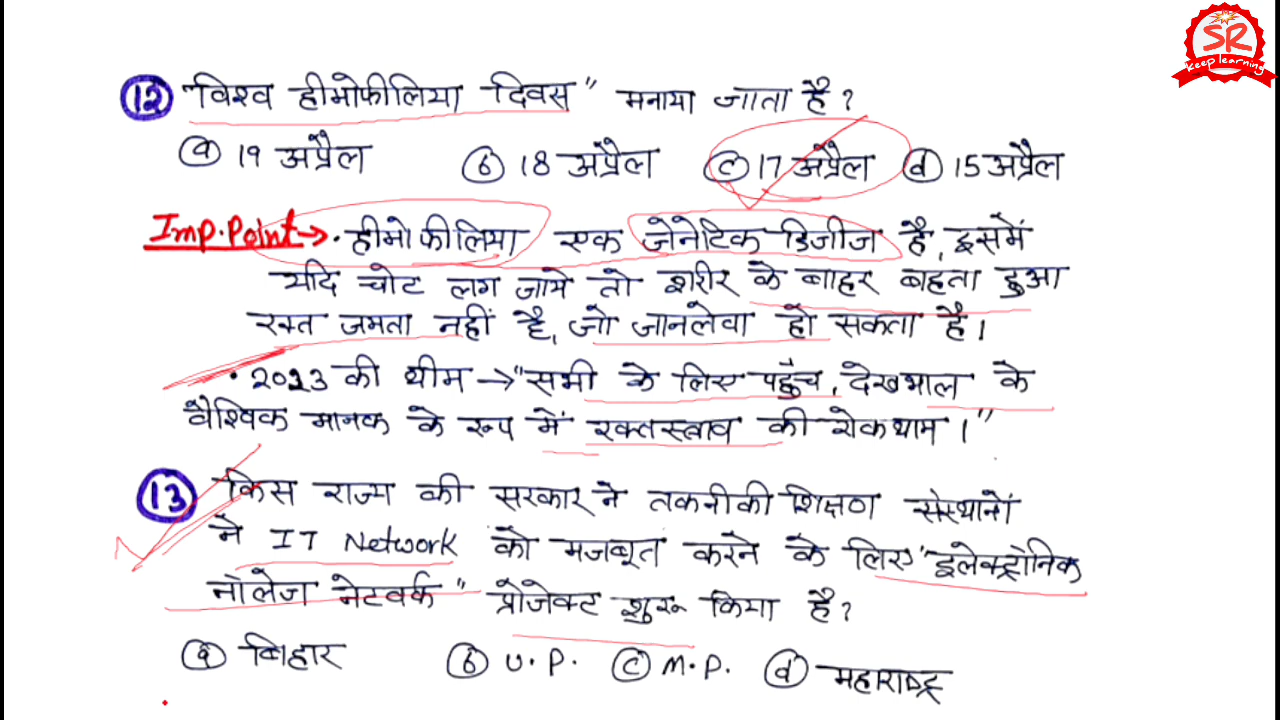 SR
keep learning
12 "विश्व हीमोफीलिया दिवस" मनाया जाता है?
(a) 19 अप्रैल (b) 18 अप्रैल (c) 17 अप्रैल (d) 15 अप्रैल
Imp. Point → • हीमोफीलिया एक जेनेटिक डिजीज है, इसमें
यदि चोट लग जाये तो शरीर के बाहर बहता हुआ
रक्त जमता नहीं है, जो जानलेवा हो सकता है।
• 2023 की थीम → "सभी के लिए पहुँच, देखभाल के
वैश्विक मानक के रूप में रक्तस्त्राव की रोकथाम।"
13 किस राज्य की सरकार ने तकनीकी शिक्षण संस्थानों
ने IT Network को मजबूत करने के लिए "इलेक्ट्रोनिक
नॉलेज नेटवर्क" प्रोजेक्ट शुरू किया है?
(a) बिहार (b) U.P. (c) M.P. (d) महाराष्ट्र